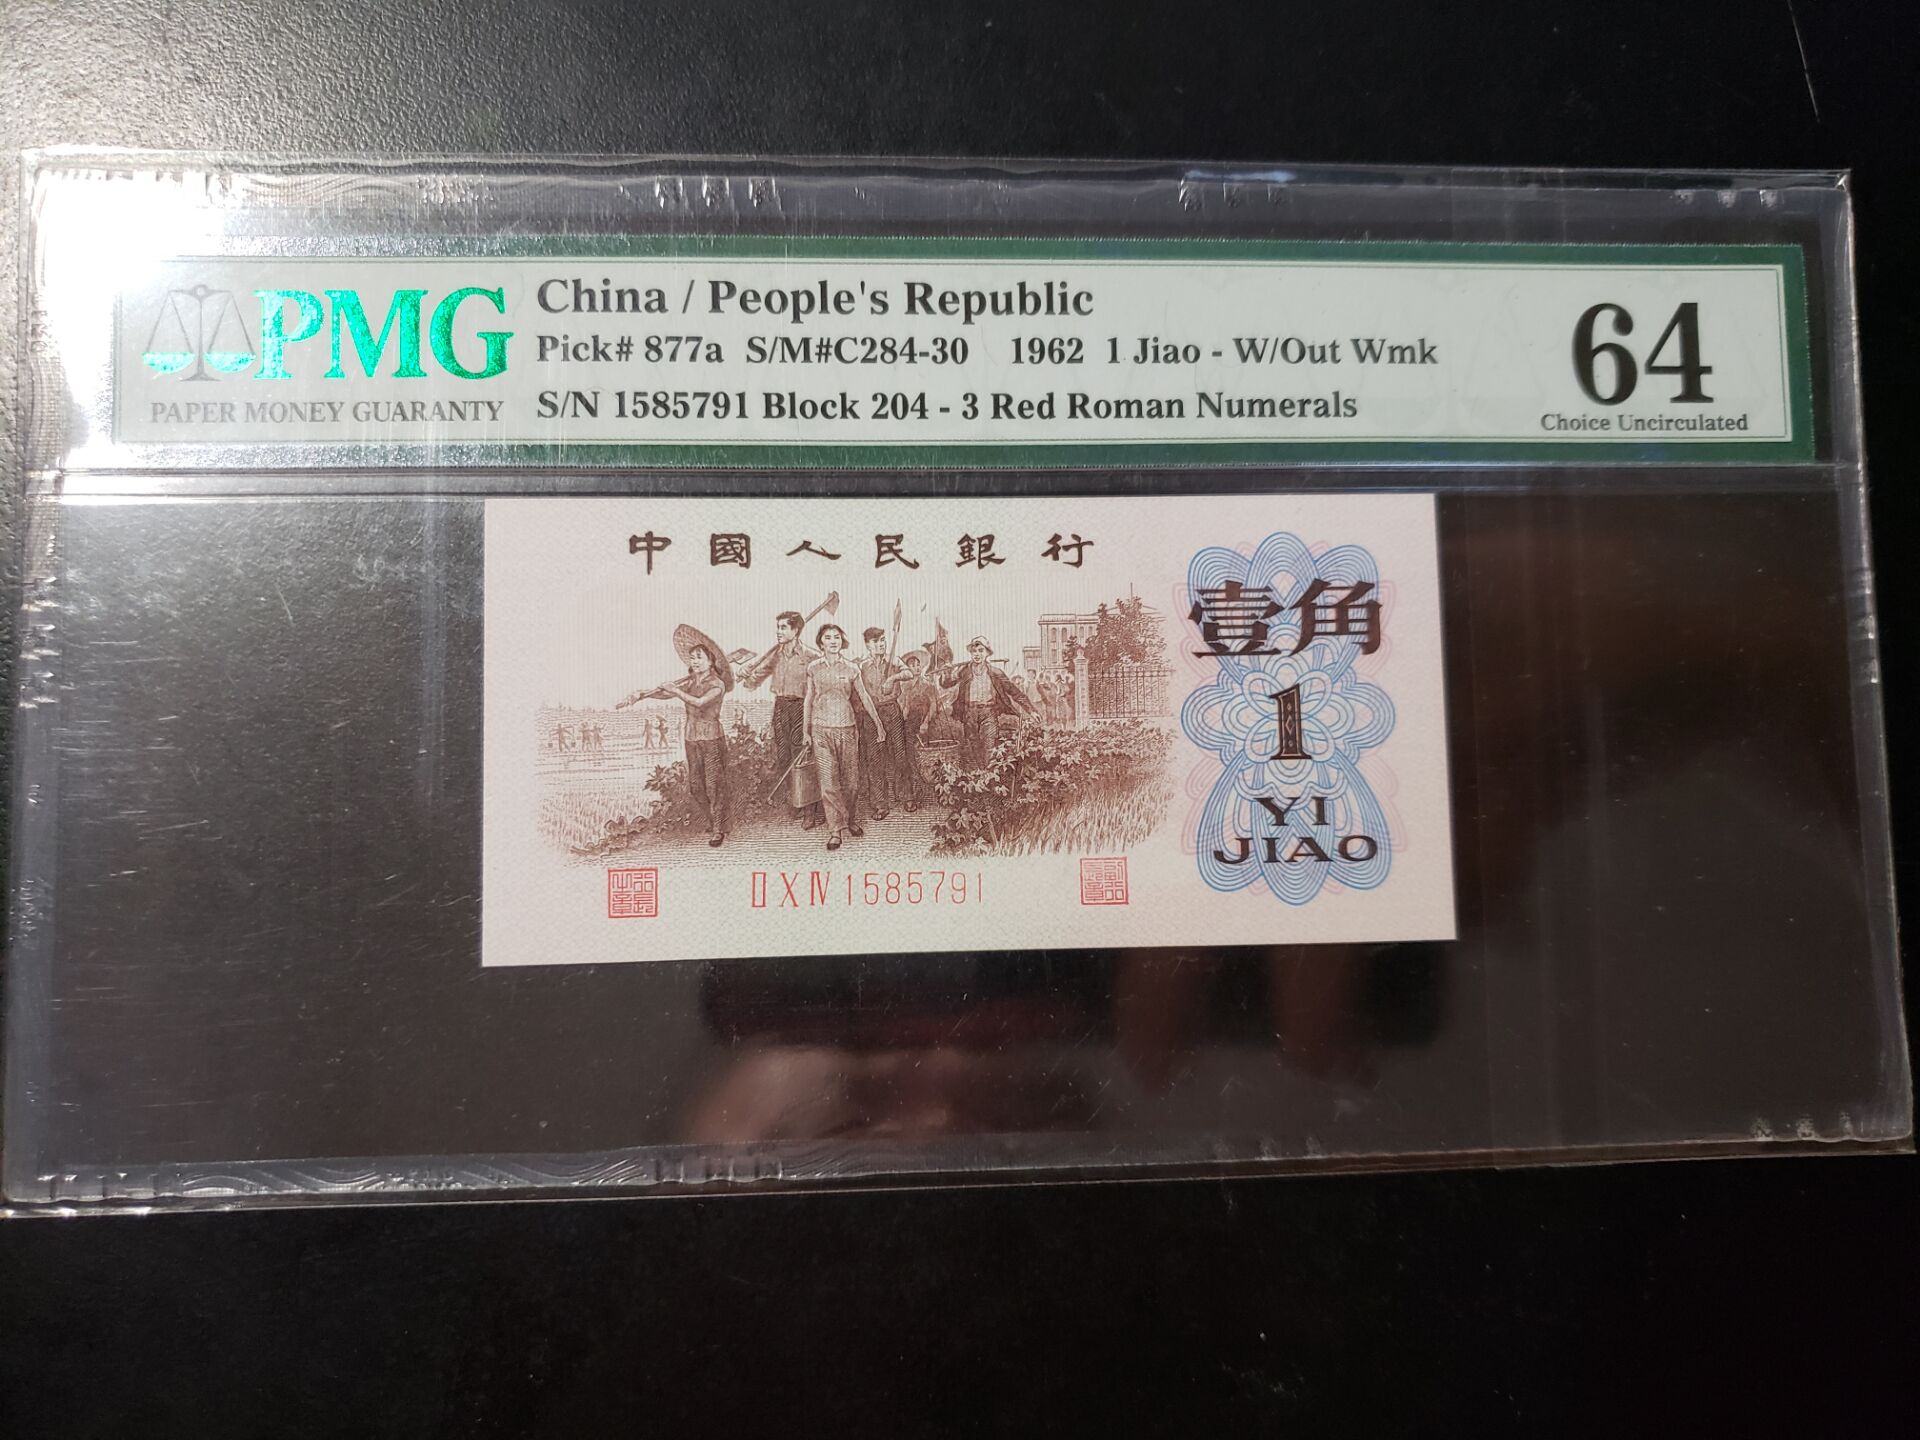 PMG
PAPER MONEY GUARANTY
China / People's Republic
Pick# 877a S/M#C284-30 1962 1 Jiao - W/Out Wmk
S/N 1585791 Block 204 - 3 Red Roman Numerals
64
Choice Uncirculated
中國人民銀行
壹角
1
YI
JIAO
II X IV 1585791